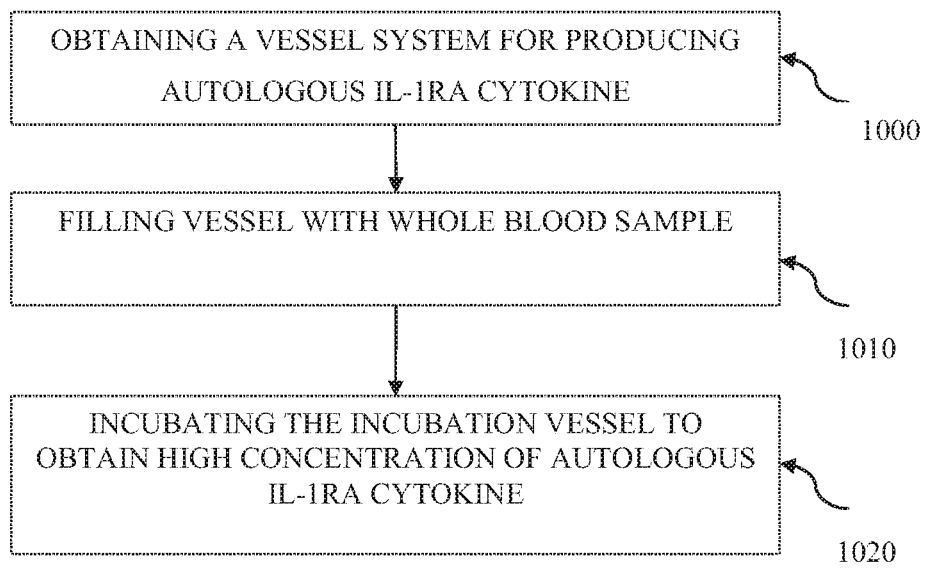 OBTAINING A VESSEL SYSTEM FOR PRODUCING
AUTOLOGOUS IL-1RA CYTOKINE
1000
FILLING VESSEL WITH WHOLE BLOOD SAMPLE
1010
INCUBATING THE INCUBATION VESSEL TO
OBTAIN HIGH CONCENTRATION OF AUTOLOGOUS
IL-1RA CYTOKINE
1020